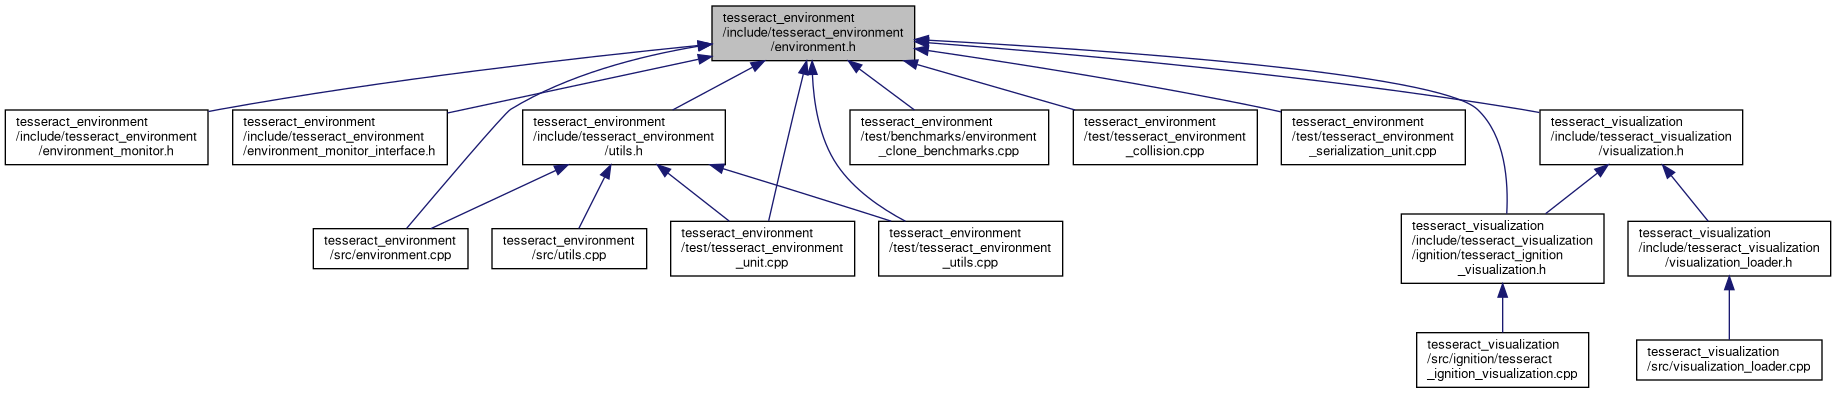 tesseract_environment
/include/tesseract_environment
/environment.h
tesseract_environment
/include/tesseract_environment
/environment_monitor.h
tesseract_environment
/include/tesseract_environment
/environment_monitor_interface.h
tesseract_environment
/include/tesseract_environment
/utils.h
tesseract_environment
/test/benchmarks/environment
_clone_benchmarks.cpp
tesseract_environment
/test/tesseract_environment
_collision.cpp
tesseract_environment
/test/tesseract_environment
_serialization_unit.cpp
tesseract_visualization
/include/tesseract_visualization
/visualization.h
tesseract_environment
/src/environment.cpp
tesseract_environment
/src/utils.cpp
tesseract_environment
/test/tesseract_environment
_unit.cpp
tesseract_environment
/test/tesseract_environment
_utils.cpp
tesseract_visualization
/include/tesseract_visualization
/ignition/tesseract_ignition
_visualization.h
tesseract_visualization
/include/tesseract_visualization
/visualization_loader.h
tesseract_visualization
/src/ignition/tesseract
_ignition_visualization.cpp
tesseract_visualization
/src/visualization_loader.cpp